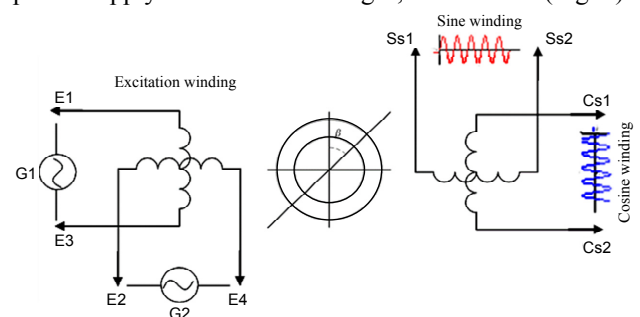 Sine winding
Ss1
Ss2
Excitation winding
E1
Cs1
β
G1
Cosine winding
E3
Cs2
E2
E4
G2